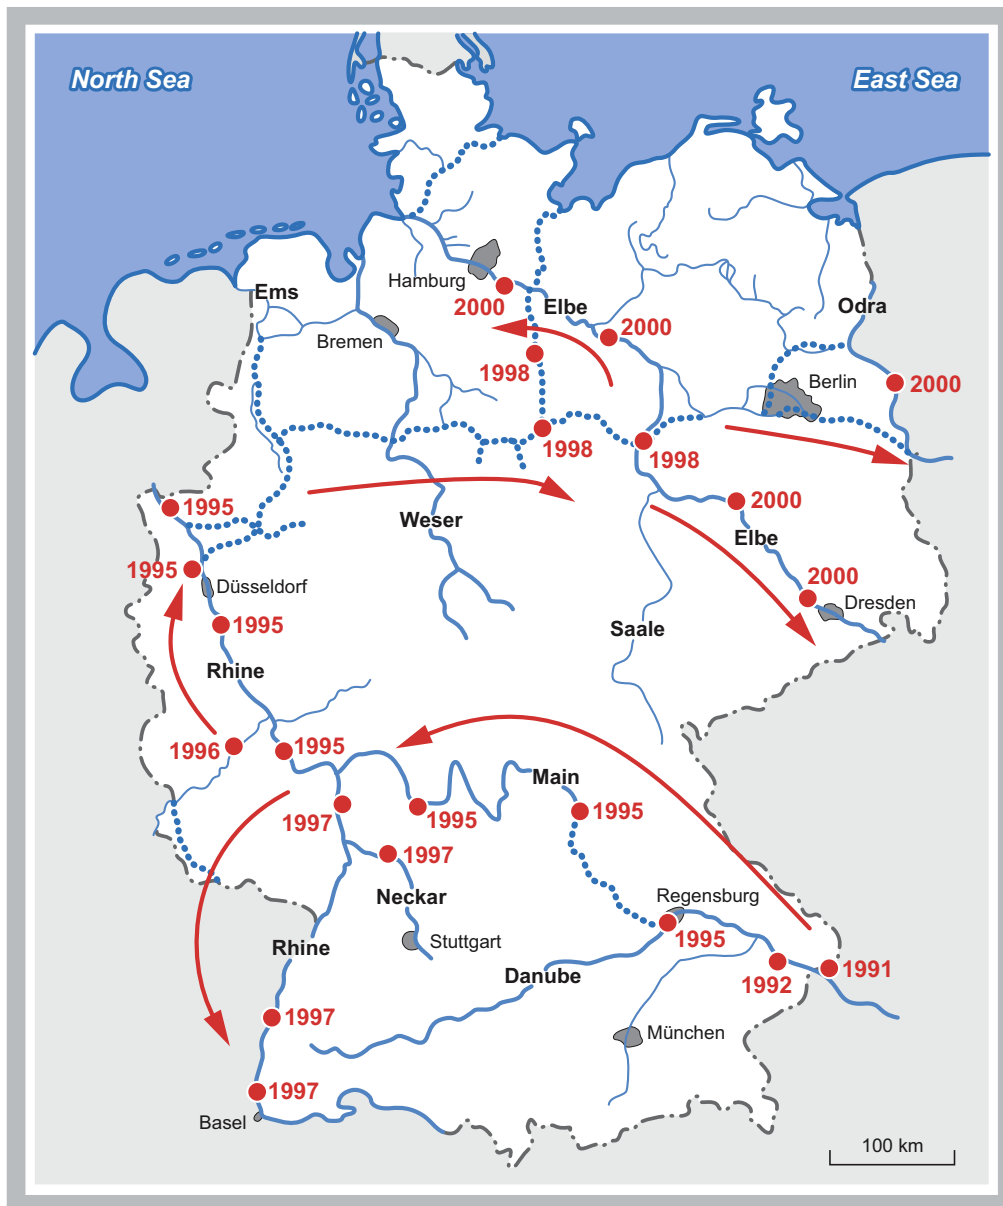 North Sea
East Sea
Ems
Hamburg
2000
Elbe
2000
Odra
Bremen
1998
Berlin
2000
1998
1998
1995
Weser
2000
Elbe
1995
Düsseldorf
2000
Dresden
1995
Saale
Rhine
1996
1995
Main
1997
1995
1995
1997
Neckar
Regensburg
Stuttgart
1995
Rhine
Danube
1992
1991
1997
München
1997
Basel
100 km